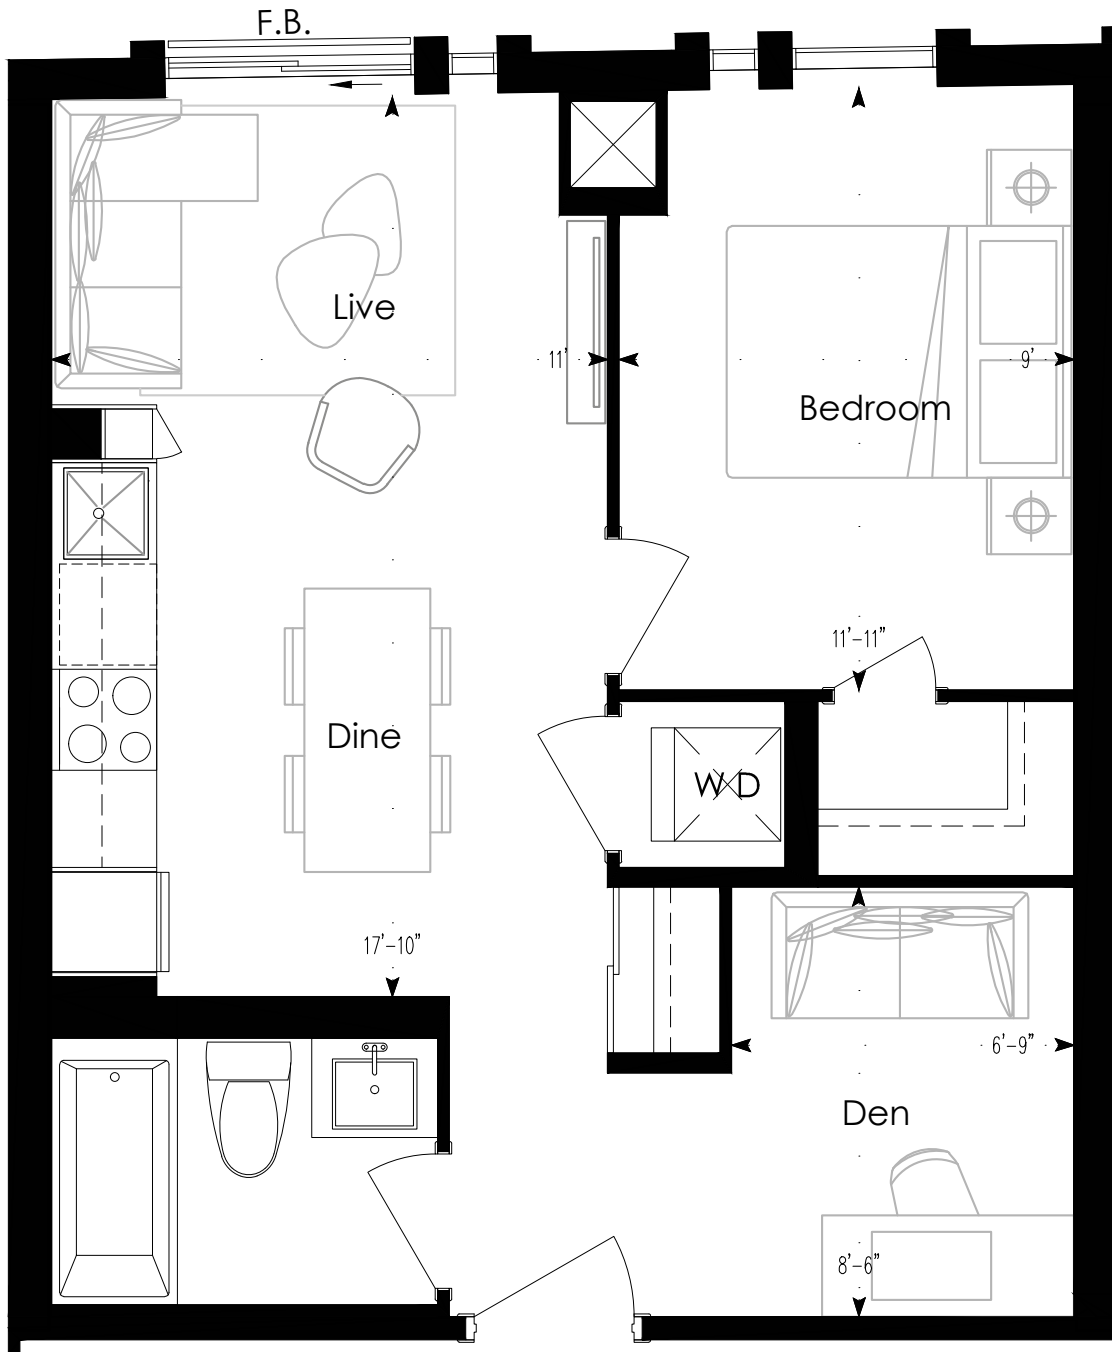 F.B.
Live
11'
9'
Bedroom
11'-11"
Dine
W D
17'-10"
6'-9"
Den
8'-6"